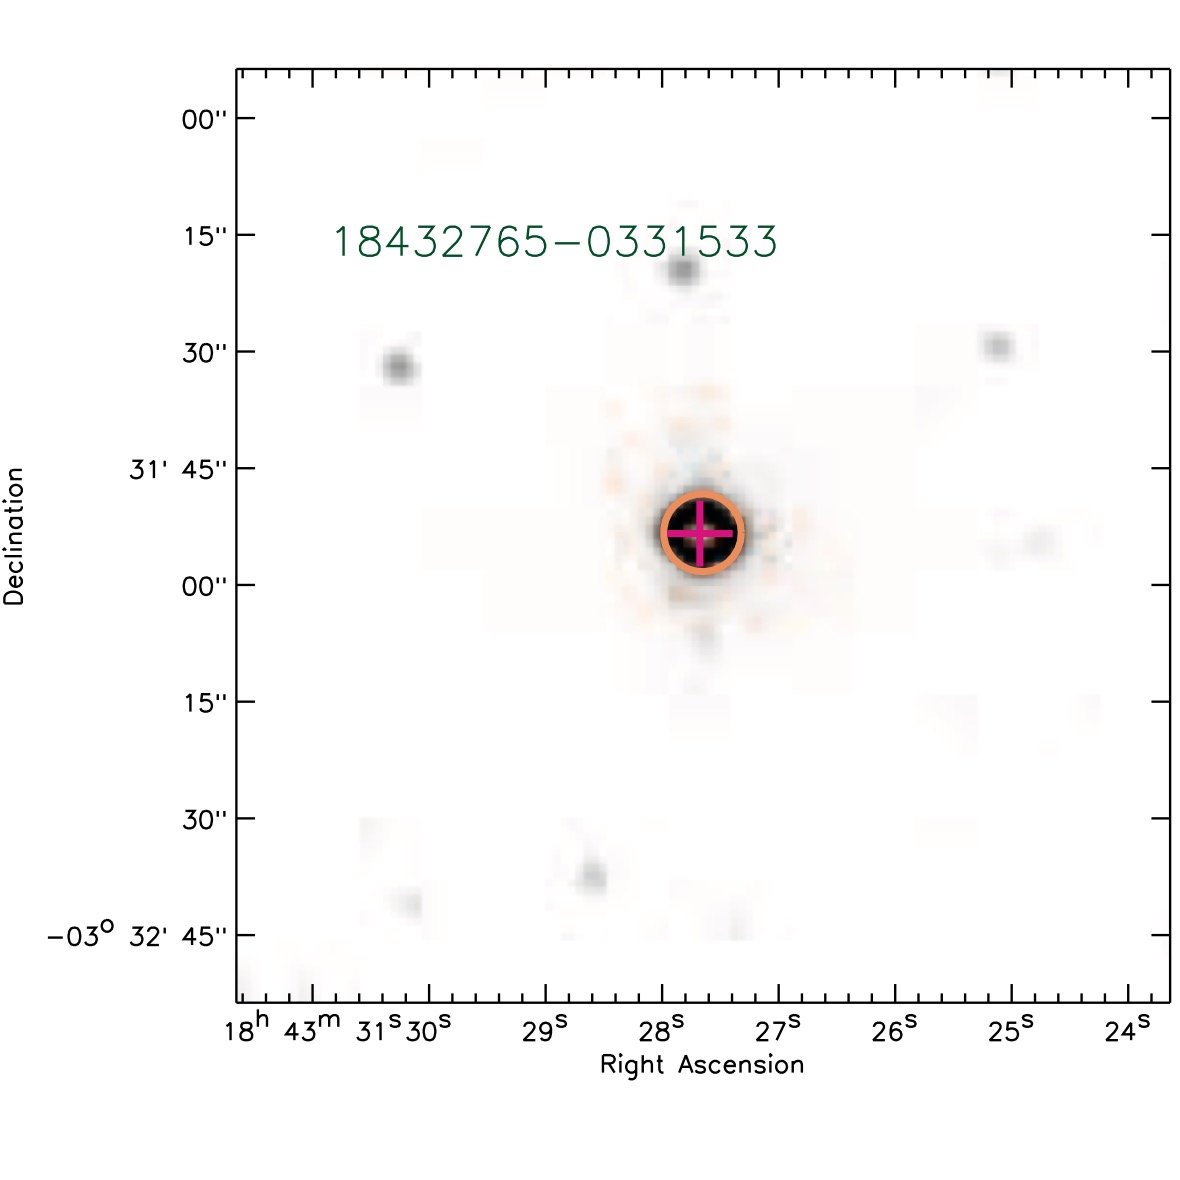 00"
18432765-0331533
15"
30"
31' 45"
Declination
00"
15"
30"
-03° 32' 45"
18h 43m 31s 30s 29s 28s 27s 26s 25s 24s
Right Ascension